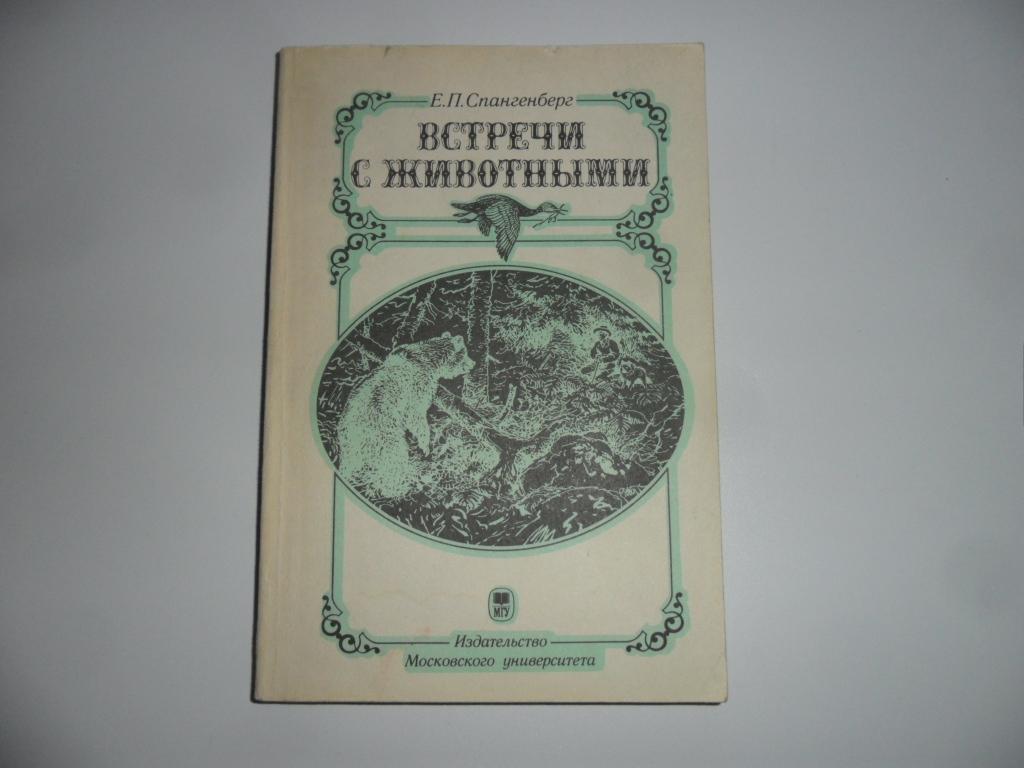 Е.П.Спангенберг
ВСТРЕЧИ
С ЖИВОТНЫМИ
МГУ
Издательство
Московского университета